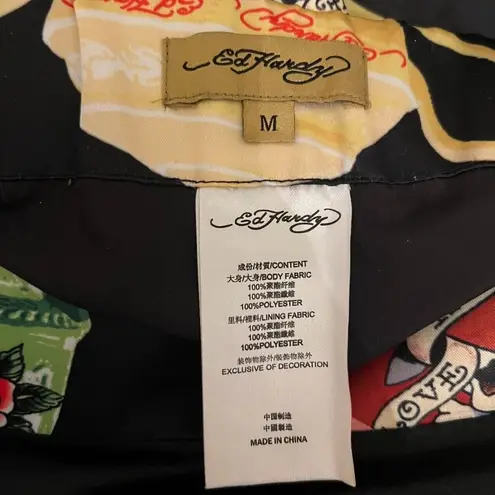 Ed Hardy
M
Ed Hardy
成份/材質/CONTENT
大身/大身/BODY FABRIC
100%聚酯纤维
100%聚酯纖維
100%POLYESTER
里料/裡料/LINING FABRIC
100%聚酯纤维
100%聚酯纖維
100%POLYESTER
装饰物除外/裝飾物除外
EXCLUSIVE OF DECORATION
中国制造
中國製造
MADE IN CHINA
LOVE